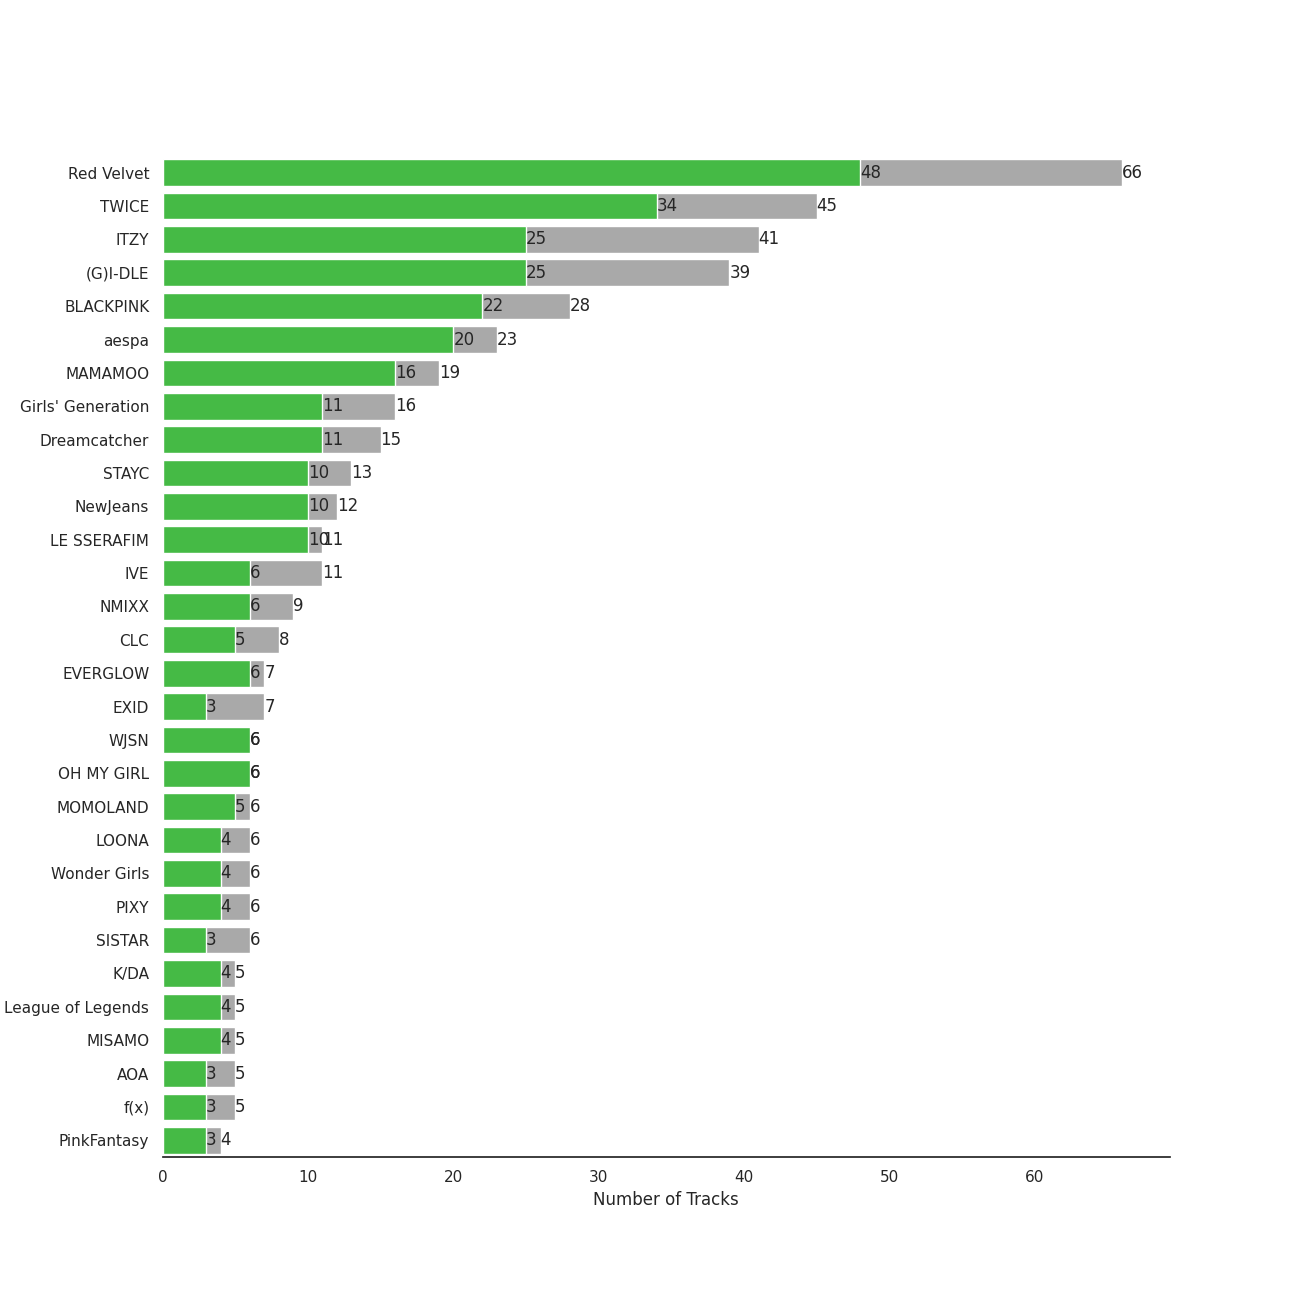 Red Velvet 48 66
TWICE 34 45
ITZY 25 41
(G)I-DLE 25 39
BLACKPINK 22 28
aespa 20 23
MAMAMOO 16 19
Girls' Generation 11 16
Dreamcatcher 11 15
STAYC 10 13
NewJeans 10 12
LE SSERAFIM 10 11
IVE 6 11
NMIXX 6 9
CLC 5 8
EVERGLOW 6 7
EXID 3 7
WJSN 6 6
OH MY GIRL 6 6
MOMOLAND 5 6
LOONA 4 6
Wonder Girls 4 6
PIXY 4 6
SISTAR 3 6
K/DA 4 5
League of Legends 4 5
MISAMO 4 5
AOA 3 5
f(x) 3 5
PinkFantasy 3 4
0 10 20 30 40 50 60
Number of Tracks